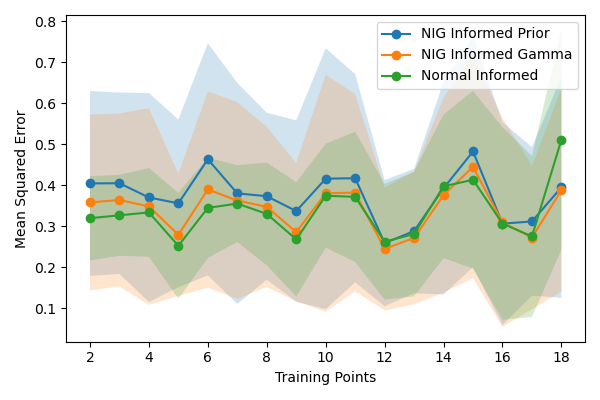 NIG Informed Prior
NIG Informed Gamma
Normal Informed
Mean Squared Error
0.8
0.7
0.6
0.5
0.4
0.3
0.2
0.1
2 4 6 8 10 12 14 16 18
Training Points